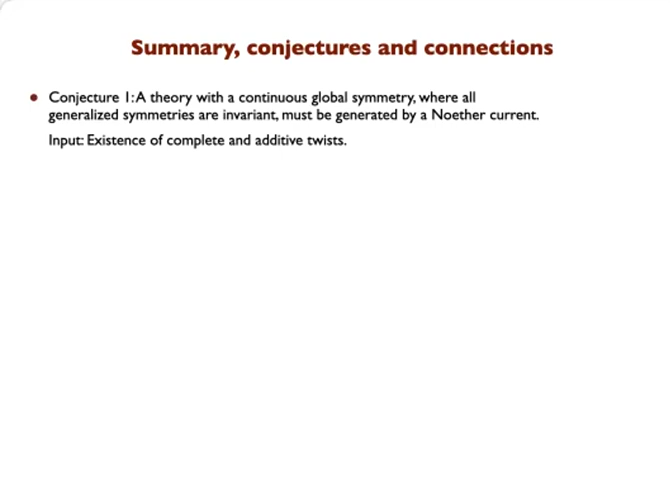 Summary, conjectures and connections
• Conjecture 1: A theory with a continuous global symmetry, where all
generalized symmetries are invariant, must be generated by a Noether current.
Input: Existence of complete and additive twists.